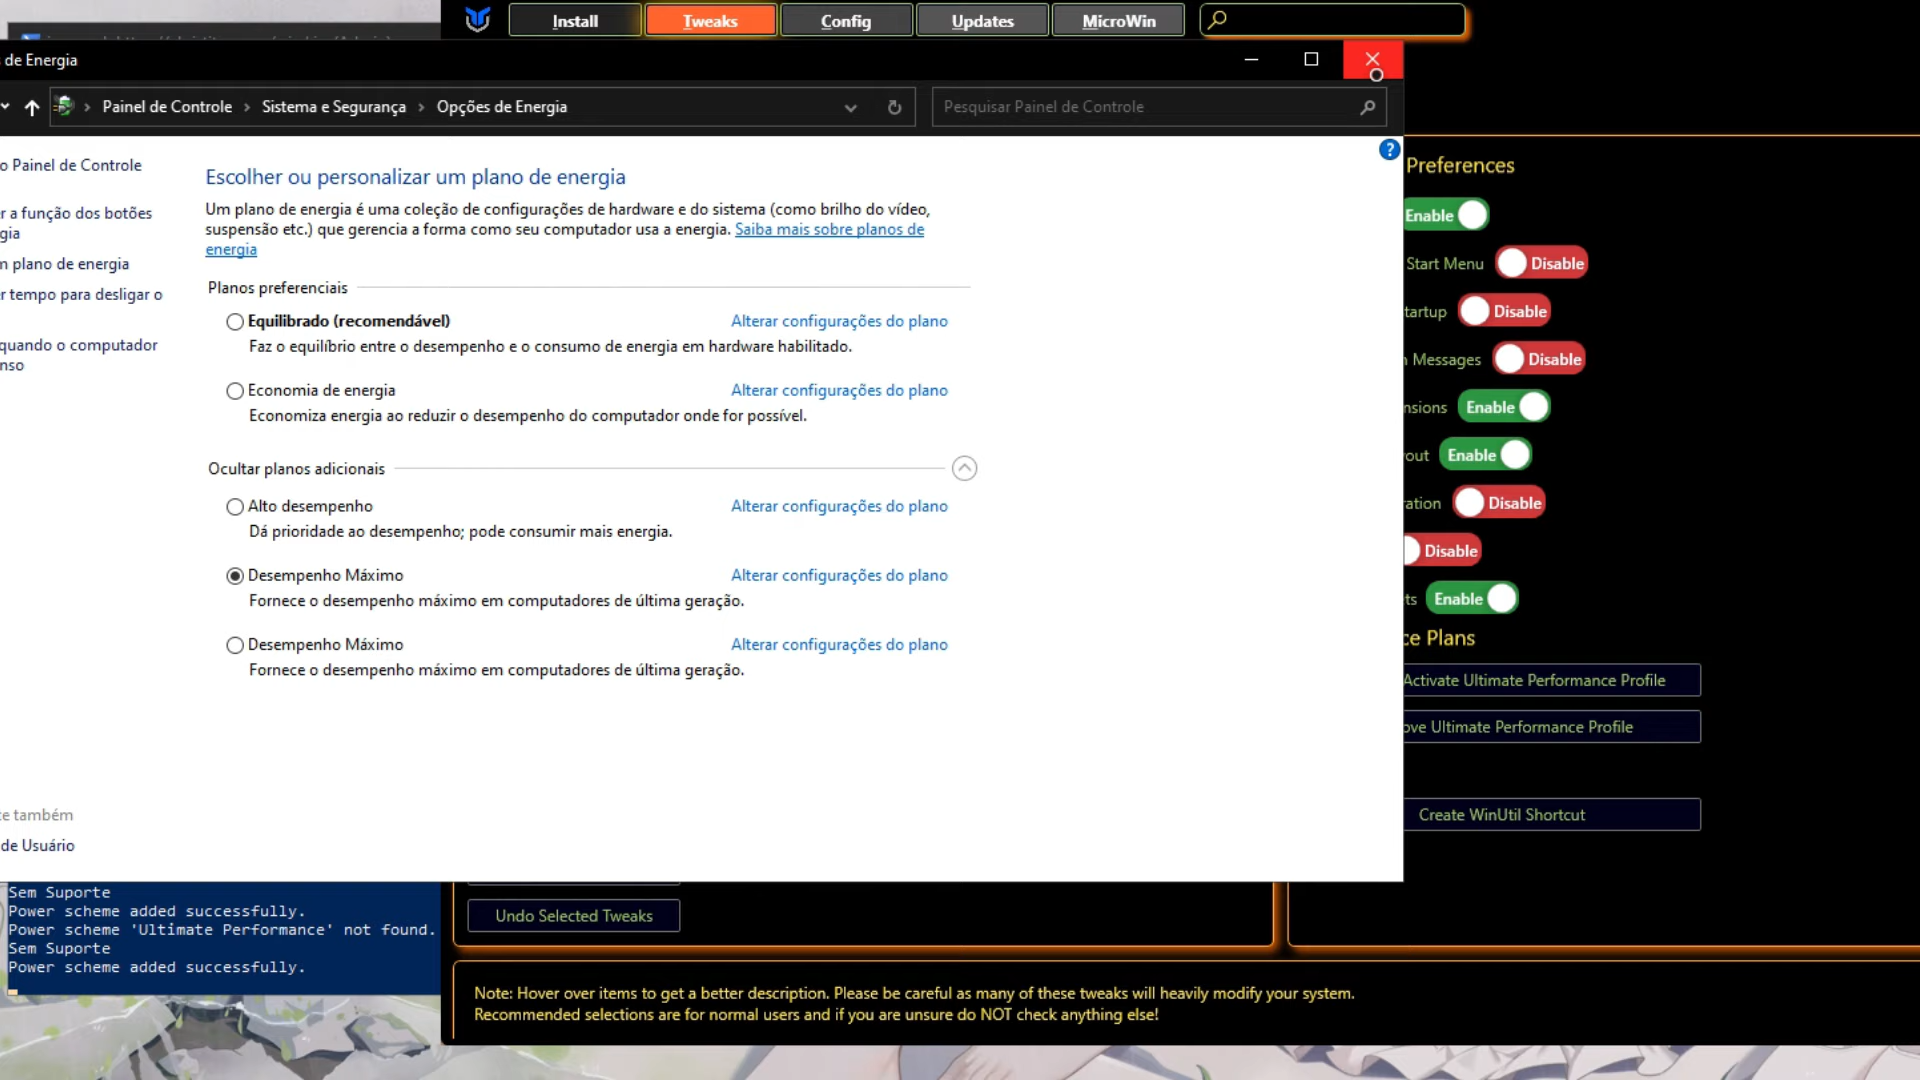 Install
Tweaks
Config
Updates
MicroWin
s de Energia
Painel de Controle
Sistema e Segurança
Opções de Energia
Pesquisar Painel de Controle
o Painel de Controle
r a função dos botões
gia
m plano de energia
r tempo para desligar o
quando o computador
nso
te também
de Usuário
Escolher ou personalizar um plano de energia
Um plano de energia é uma coleção de configurações de hardware e do sistema (como brilho do vídeo,
suspensão etc.) que gerencia a forma como seu computador usa a energia. Saiba mais sobre planos de
energia
Planos preferenciais
Equilibrado (recomendável)
Alterar configurações do plano
Faz o equilíbrio entre o desempenho e o consumo de energia em hardware habilitado.
Economia de energia
Alterar configurações do plano
Economiza energia ao reduzir o desempenho do computador onde for possível.
Ocultar planos adicionais
Alto desempenho
Alterar configurações do plano
Dá prioridade ao desempenho; pode consumir mais energia.
Desempenho Máximo
Alterar configurações do plano
Fornece o desempenho máximo em computadores de última geração.
Desempenho Máximo
Alterar configurações do plano
Fornece o desempenho máximo em computadores de última geração.
?
Preferences
Enable
Start Menu Disable
tartup Disable
n Messages Disable
nsions Enable
out Enable
ration Disable
Disable
ts Enable
ce Plans
Activate Ultimate Performance Profile
ove Ultimate Performance Profile
Create WinUtil Shortcut
Sem Suporte
Power scheme added successfully.
Power scheme 'Ultimate Performance' not found.
Sem Suporte
Power scheme added successfully.
Undo Selected Tweaks
Note: Hover over items to get a better description. Please be careful as many of these tweaks will heavily modify your system.
Recommended selections are for normal users and if you are unsure do NOT check anything else!